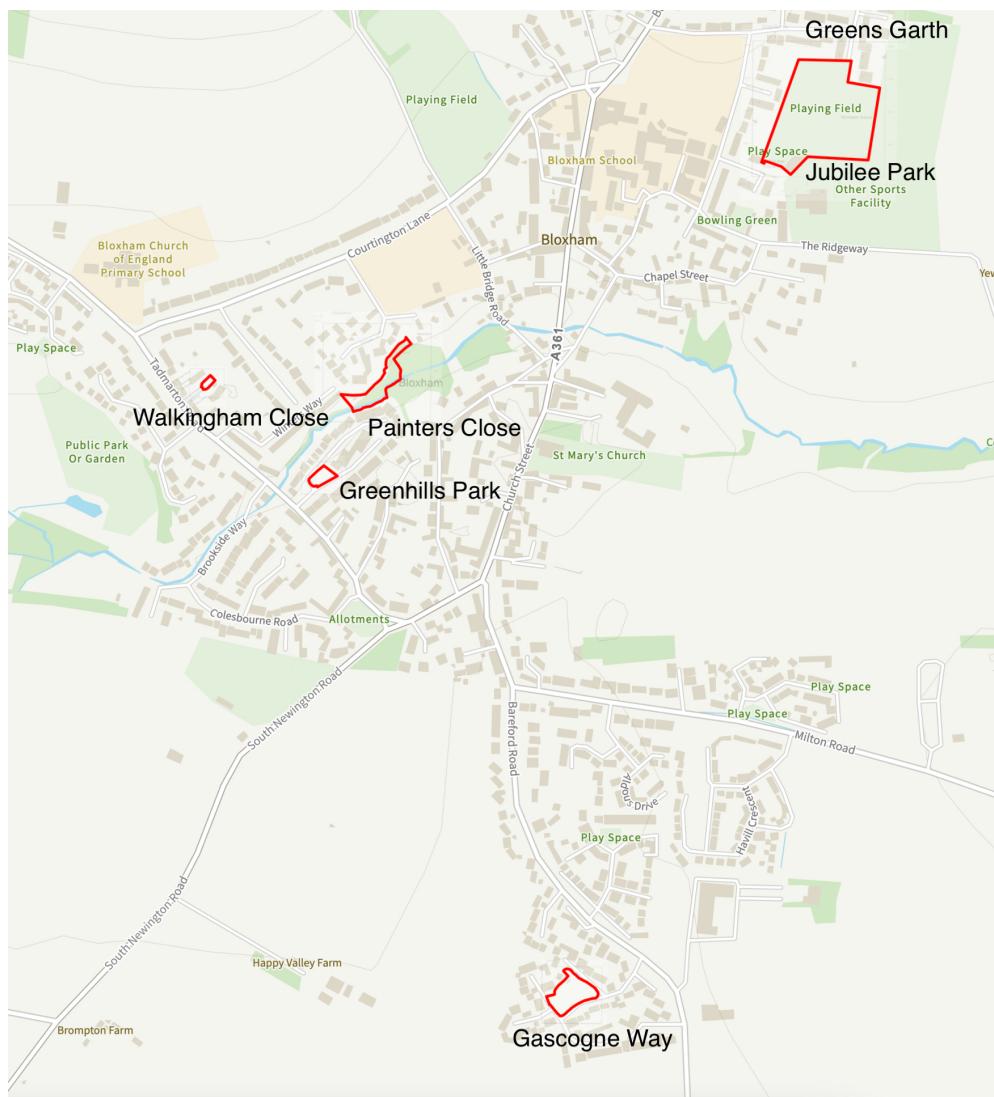 Greens Garth
Playing Field
Playing Field
Play Space
Bloxham School
Jubilee Park
Other Sports
Facility
Bowling Green
Courtington Lane
Bloxham
Bloxham Church
of England
Primary School
The Ridgeway
Little Bridge Road
Chapel Street
A361
Play Space
Tadmarton
Bloxham
Walkingham Close
Painters Close
Public Park
Or Garden
St Mary's Church
Church Street
Greenhills Park
Brookside Way
Colesbourne Road
Allotments
South Newington Road
Bareford Road
Play Space
Play Space
Milton Road
Aldous Drive
Havill Crescent
Play Space
South Newington Road
Happy Valley Farm
Brompton Farm
Gascogne Way